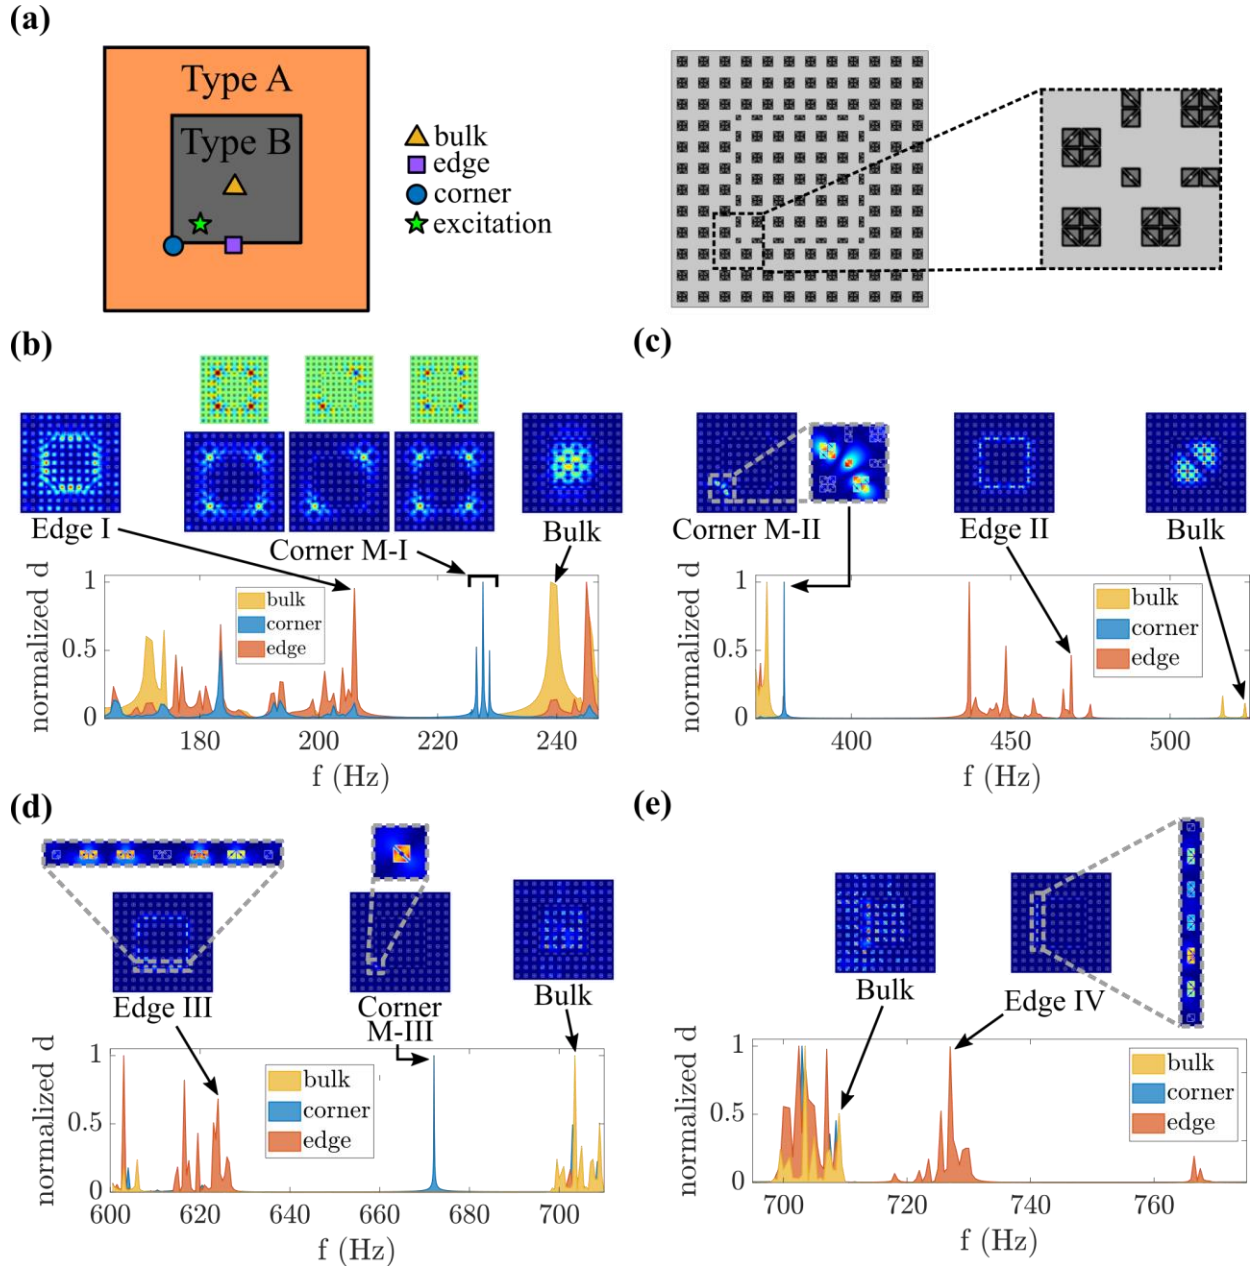 (a)
Type A
Type B
bulk
edge
corner
excitation
(b)
Edge I
Corner M-I
Bulk
normalized d
1
0.5
0
bulk
corner
edge
180 200 220 240
f (Hz)
(c)
Corner M-II
Edge II
Bulk
normalized d
1
0.5
0
bulk
corner
edge
400 450 500
f (Hz)
(d)
Edge III
Corner
M-III
Bulk
normalized d
1
0.5
0
bulk
corner
edge
600 620 640 660 680 700
f (Hz)
(e)
Bulk
Edge IV
normalized d
1
0.5
0
bulk
corner
edge
700 720 740 760
f (Hz)